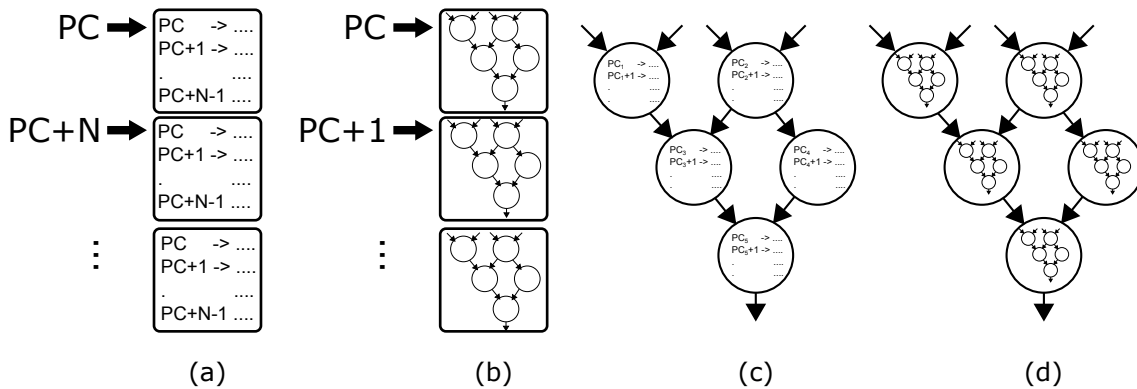 PC
PC -> ....
PC+1 -> ....
. ....
PC+N-1 ....
PC+N
PC -> ....
PC+1 -> ....
. ....
PC+N-1 ....
⋮
PC -> ....
PC+1 -> ....
. ....
PC+N-1 ....
(a)
PC
PC+1
⋮
(b)
PC₁ -> ....
PC₁+1 -> ....
. ....
. ....
PC₂ -> ....
PC₂+1 -> ....
. ....
. ....
PC₃ -> ....
PC₃+1 -> ....
. ....
. ....
PC₄ -> ....
PC₄+1 -> ....
. ....
. ....
PC₅ -> ....
PC₅+1 -> ....
. ....
. ....
(c)
(d)